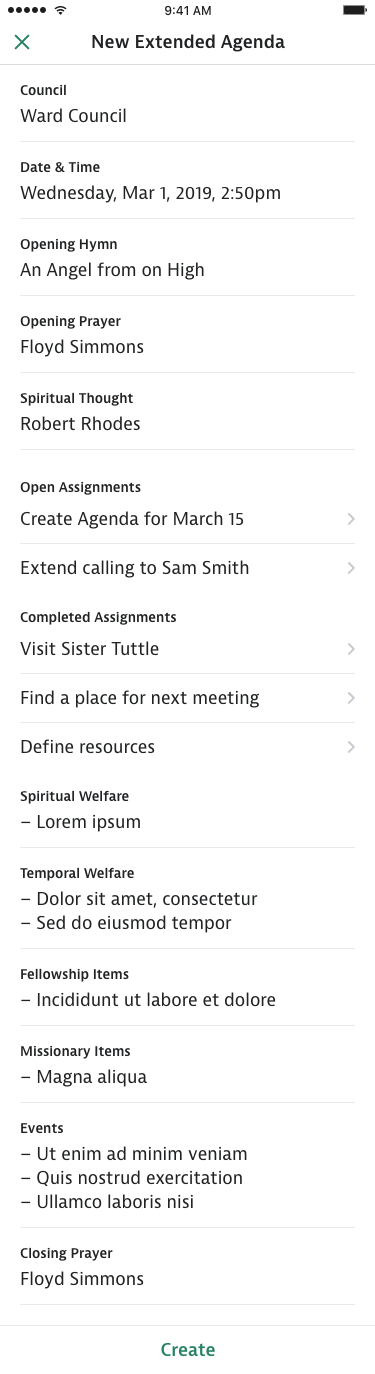 9:41 AM
New Extended Agenda
Council
Ward Council
Date & Time
Wednesday, Mar 1, 2019, 2:50pm
Opening Hymn
An Angel from on High
Opening Prayer
Floyd Simmons
Spiritual Thought
Robert Rhodes
Open Assignments
Create Agenda for March 15
Extend calling to Sam Smith
Completed Assignments
Visit Sister Tuttle
Find a place for next meeting
Define resources
Spiritual Welfare
– Lorem ipsum
Temporal Welfare
– Dolor sit amet, consectetur
– Sed do eiusmod tempor
Fellowship Items
– Incididunt ut labore et dolore
Missionary Items
– Magna aliqua
Events
– Ut enim ad minim veniam
– Quis nostrud exercitation
– Ullamco laboris nisi
Closing Prayer
Floyd Simmons
Create